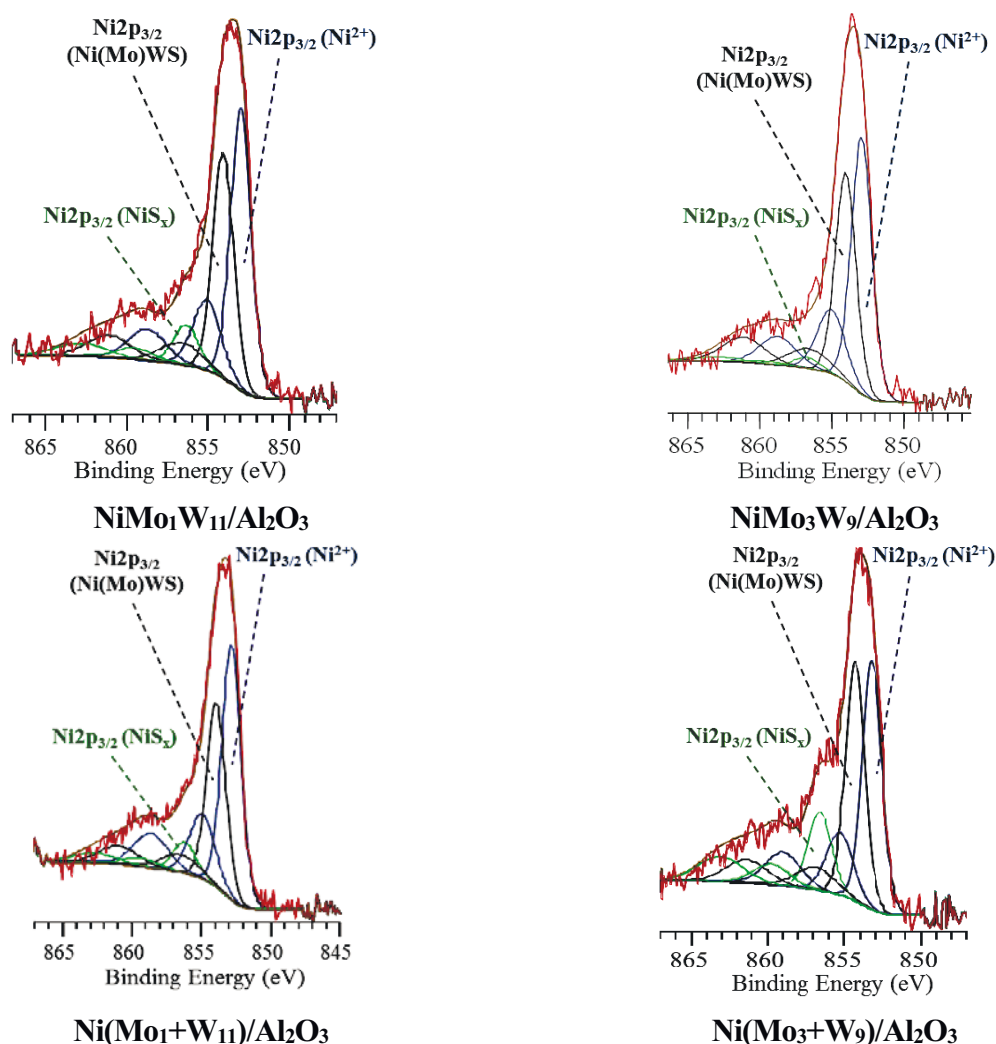 Ni2p₃/₂
(Ni(Mo)WS)
Ni2p₃/₂ (Ni²⁺)
Ni2p₃/₂ (NiSₓ)
865 860 855 850
Binding Energy (eV)
NiMo₁W₁₁/Al₂O₃
Ni2p₃/₂
(Ni(Mo)WS)
Ni2p₃/₂ (Ni²⁺)
Ni2p₃/₂ (NiSₓ)
865 860 855 850
Binding Energy (eV)
NiMo₃W₉/Al₂O₃
Ni2p₃/₂
(Ni(Mo)WS)
Ni2p₃/₂ (Ni²⁺)
Ni2p₃/₂ (NiSₓ)
865 860 855 850 845
Binding Energy (eV)
Ni(Mo₁+W₁₁)/Al₂O₃
Ni2p₃/₂
(Ni(Mo)WS)
Ni2p₃/₂ (Ni²⁺)
Ni2p₃/₂ (NiSₓ)
865 860 855 850
Binding Energy (eV)
Ni(Mo₃+W₉)/Al₂O₃